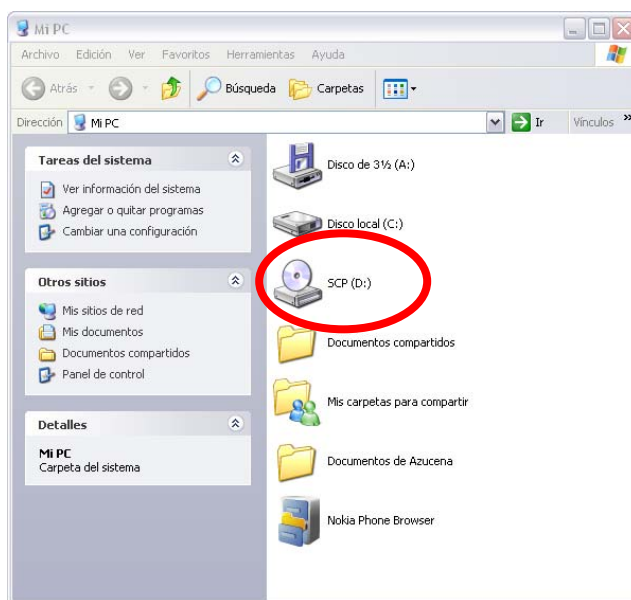 Mi PC
Archivo Edición Ver Favoritos Herramientas Ayuda
Atrás Búsqueda Carpetas
Dirección Mi PC Ir Vínculos »
Tareas del sistema
Ver información del sistema
Agregar o quitar programas
Cambiar una configuración
Otros sitios
Mis sitios de red
Mis documentos
Documentos compartidos
Panel de control
Detalles
Mi PC
Carpeta del sistema
Disco de 3½ (A:)
Disco local (C:)
SCP (D:)
Documentos compartidos
Mis carpetas para compartir
Documentos de Azucena
Nokia Phone Browser